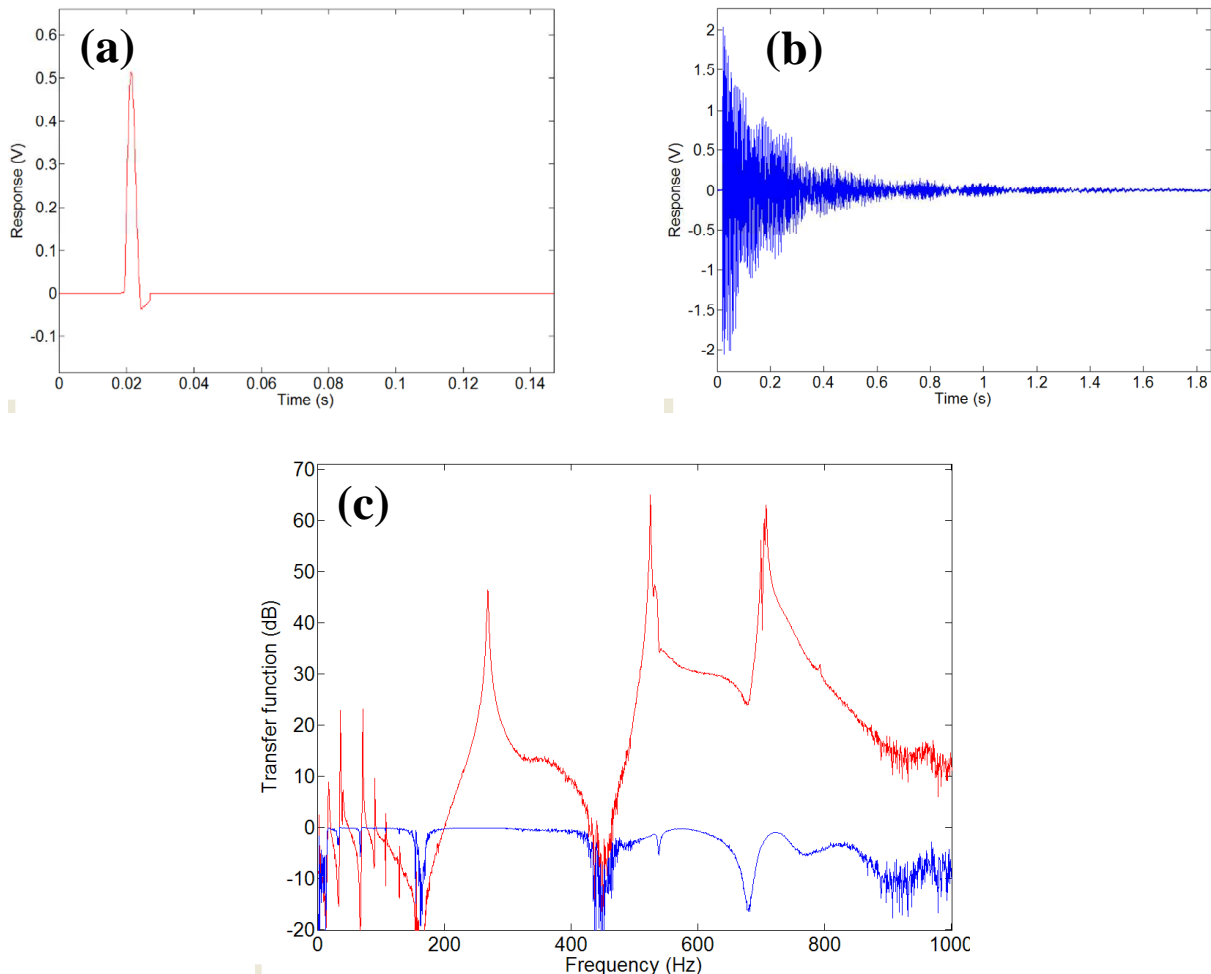 (a)
0.6
0.5
0.4
0.3
0.2
0.1
0
-0.1
Response (V)
0 0.02 0.04 0.06 0.08 0.1 0.12 0.14
Time (s)
(b)
2
1.5
1
0.5
0
-0.5
-1
-1.5
-2
Response (V)
0 0.2 0.4 0.6 0.8 1 1.2 1.4 1.6 1.8
Time (s)
(c)
70
60
50
40
30
20
10
0
-10
-20
Transfer function (dB)
0 200 400 600 800 1000
Frequency (Hz)